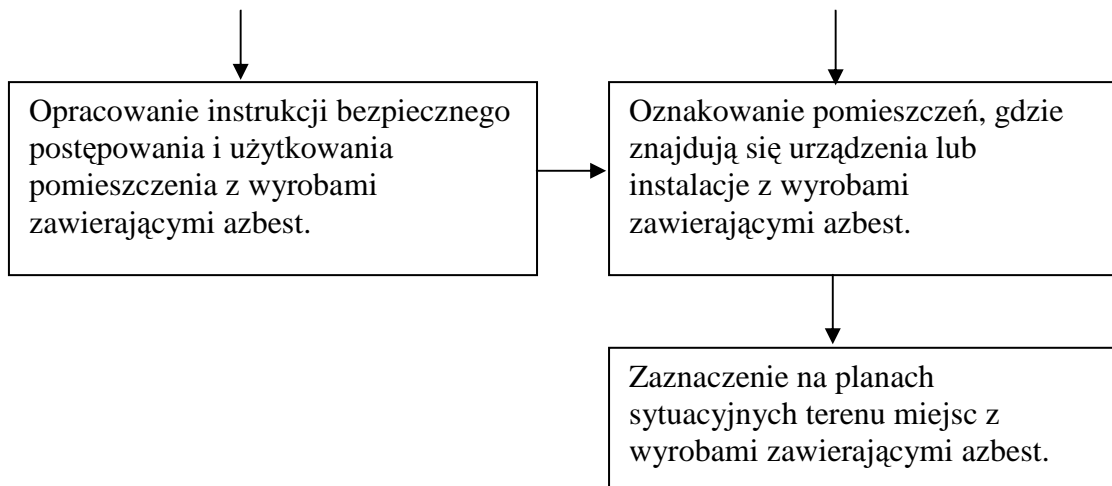 Opracowanie instrukcji bezpiecznego
postępowania i użytkowania
pomieszczenia z wyrobami
zawierającymi azbest.
Oznakowanie pomieszczeń, gdzie
znajdują się urządzenia lub
instalacje z wyrobami
zawierającymi azbest.
Zaznaczenie na planach
sytuacyjnych terenu miejsc z
wyrobami zawierającymi azbest.